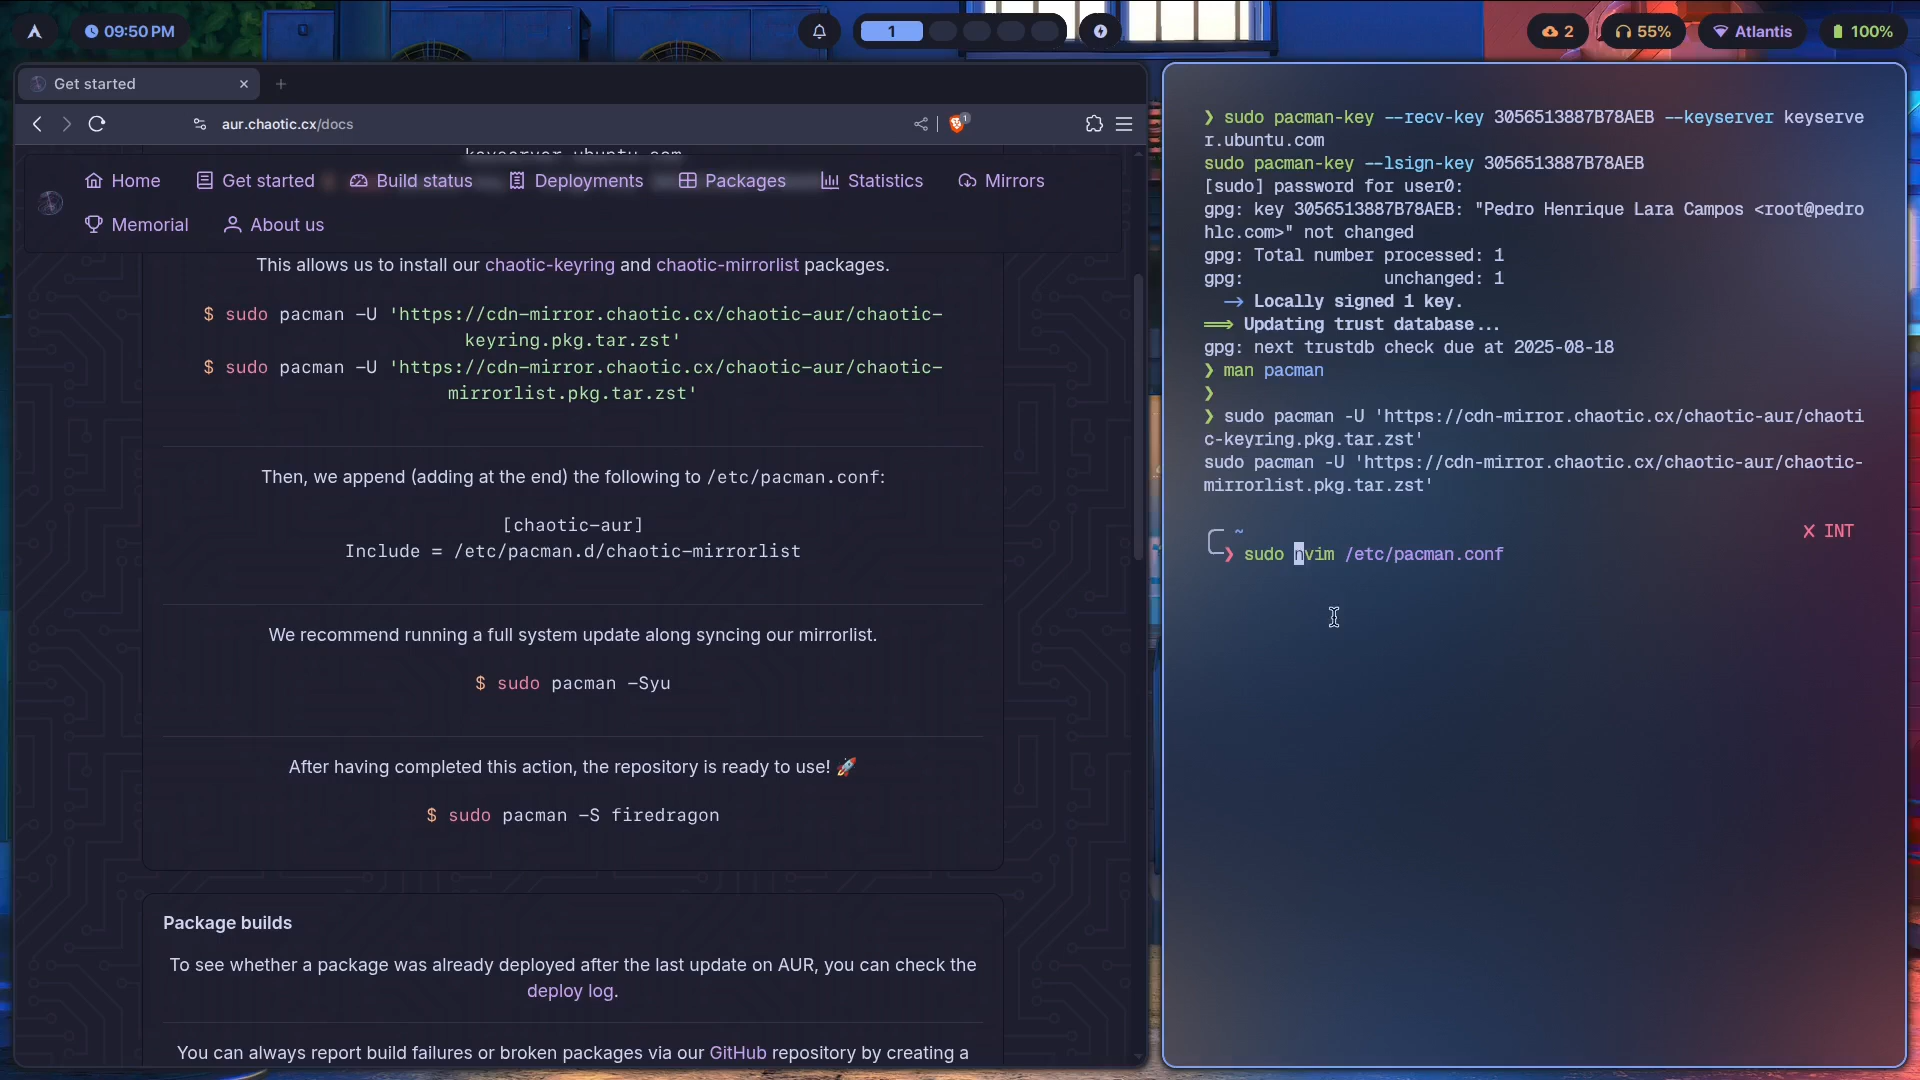 09:50 PM
1
2
55%
Atlantis
100%
Get started
aur.chaotic.cx/docs
1
keyserver.ubuntu.com
Home
Get started
Build status
Deployments
Packages
Statistics
Mirrors
Memorial
About us
This allows us to install our chaotic-keyring and chaotic-mirrorlist packages.
$ sudo pacman -U 'https://cdn-mirror.chaotic.cx/chaotic-aur/chaotic-
keyring.pkg.tar.zst'
$ sudo pacman -U 'https://cdn-mirror.chaotic.cx/chaotic-aur/chaotic-
mirrorlist.pkg.tar.zst'
Then, we append (adding at the end) the following to /etc/pacman.conf:
[chaotic-aur]
Include = /etc/pacman.d/chaotic-mirrorlist
We recommend running a full system update along syncing our mirrorlist.
$ sudo pacman -Syu
After having completed this action, the repository is ready to use! 🚀
$ sudo pacman -S firedragon
Package builds
To see whether a package was already deployed after the last update on AUR, you can check the
deploy log.
You can always report build failures or broken packages via our GitHub repository by creating a
❯ sudo pacman-key --recv-key 3056513887B78AEB --keyserver keyserve
r.ubuntu.com
sudo pacman-key --lsign-key 3056513887B78AEB
[sudo] password for user0:
gpg: key 3056513887B78AEB: "Pedro Henrique Lara Campos <root@pedro
hlc.com>" not changed
gpg: Total number processed: 1
gpg:              unchanged: 1
  -> Locally signed 1 key.
==> Updating trust database...
gpg: next trustdb check due at 2025-08-18
❯ man pacman
❯
❯ sudo pacman -U 'https://cdn-mirror.chaotic.cx/chaotic-aur/chaoti
c-keyring.pkg.tar.zst'
sudo pacman -U 'https://cdn-mirror.chaotic.cx/chaotic-aur/chaotic-
mirrorlist.pkg.tar.zst'
~ ✗ INT
❯ sudo nvim /etc/pacman.conf